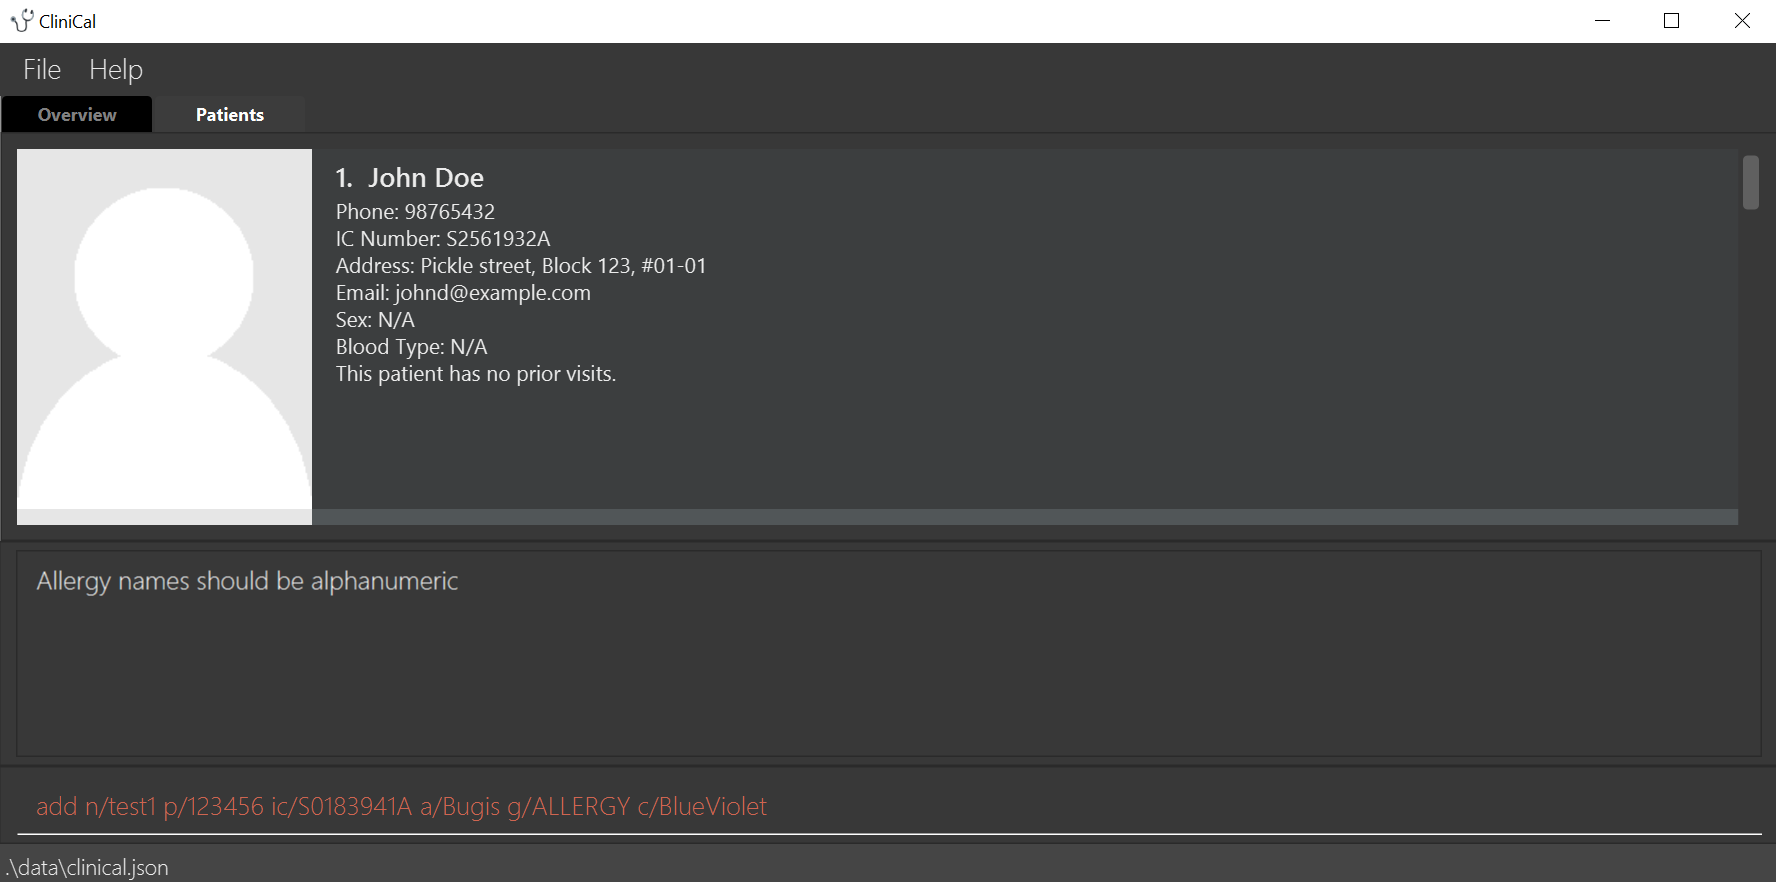 CliniCal
File Help
Overview Patients
1. John Doe
Phone: 98765432
IC Number: S2561932A
Address: Pickle street, Block 123, #01-01
Email: johnd@example.com
Sex: N/A
Blood Type: N/A
This patient has no prior visits.
Allergy names should be alphanumeric
add n/test1 p/123456 ic/S0183941A a/Bugis g/ALLERGY c/BlueViolet
.\data\clinical.json